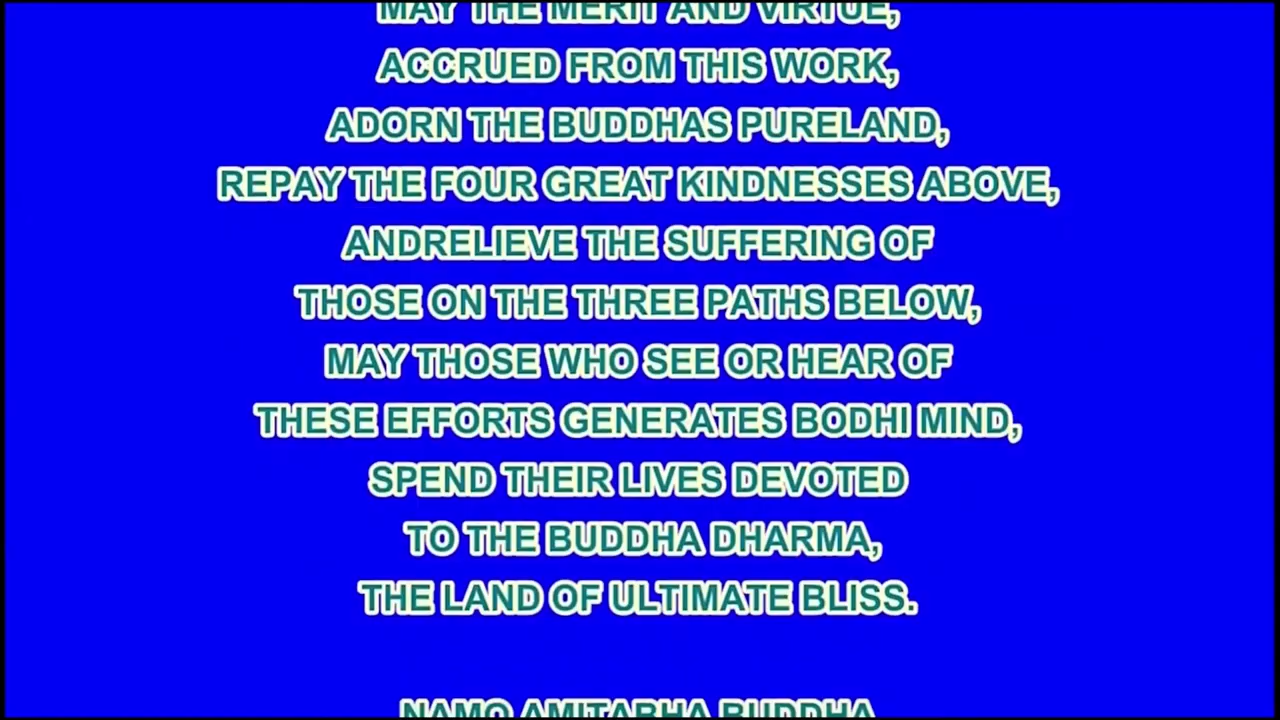 MAY THE MERIT AND VIRTUE,
ACCRUED FROM THIS WORK,
ADORN THE BUDDHAS PURELAND,
REPAY THE FOUR GREAT KINDNESSES ABOVE,
ANDRELIEVE THE SUFFERING OF
THOSE ON THE THREE PATHS BELOW,
MAY THOSE WHO SEE OR HEAR OF
THESE EFFORTS GENERATES BODHI MIND,
SPEND THEIR LIVES DEVOTED
TO THE BUDDHA DHARMA,
THE LAND OF ULTIMATE BLISS.
NAMO AMITABHA BUDDHA